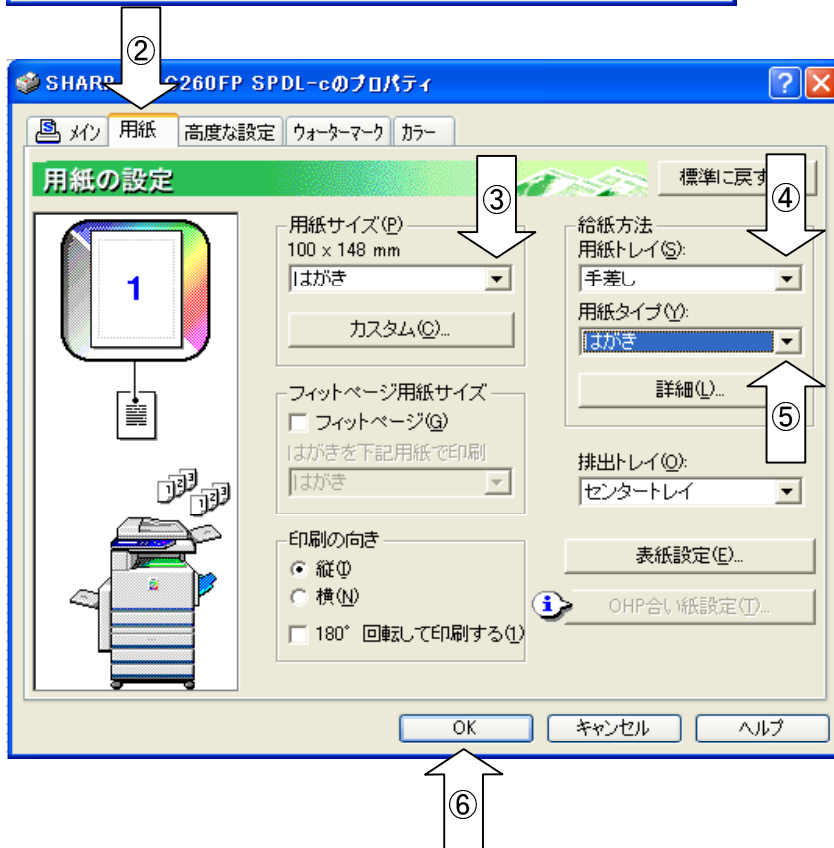 ②
SHARP C260FP SPDL-cのプロパティ
メイン 用紙 高度な設定 ウォーターマーク カラー
用紙の設定
標準に戻す
③
④
1
用紙サイズ(P)
100 x 148 mm
はがき
カスタム(C)...
給紙方法
用紙トレイ(S):
手差し
用紙タイプ(Y):
はがき
詳細(L)...
⑤
フィットページ用紙サイズ
フィットページ(G)
はがきを下記用紙で印刷
はがき
排出トレイ(O):
センタートレイ
印刷の向き
縦(I)
横(N)
180° 回転して印刷する(1)
表紙設定(E)...
OHP合い紙設定(T)...
1 2 3
1 2 3
OK キャンセル ヘルプ
⑥